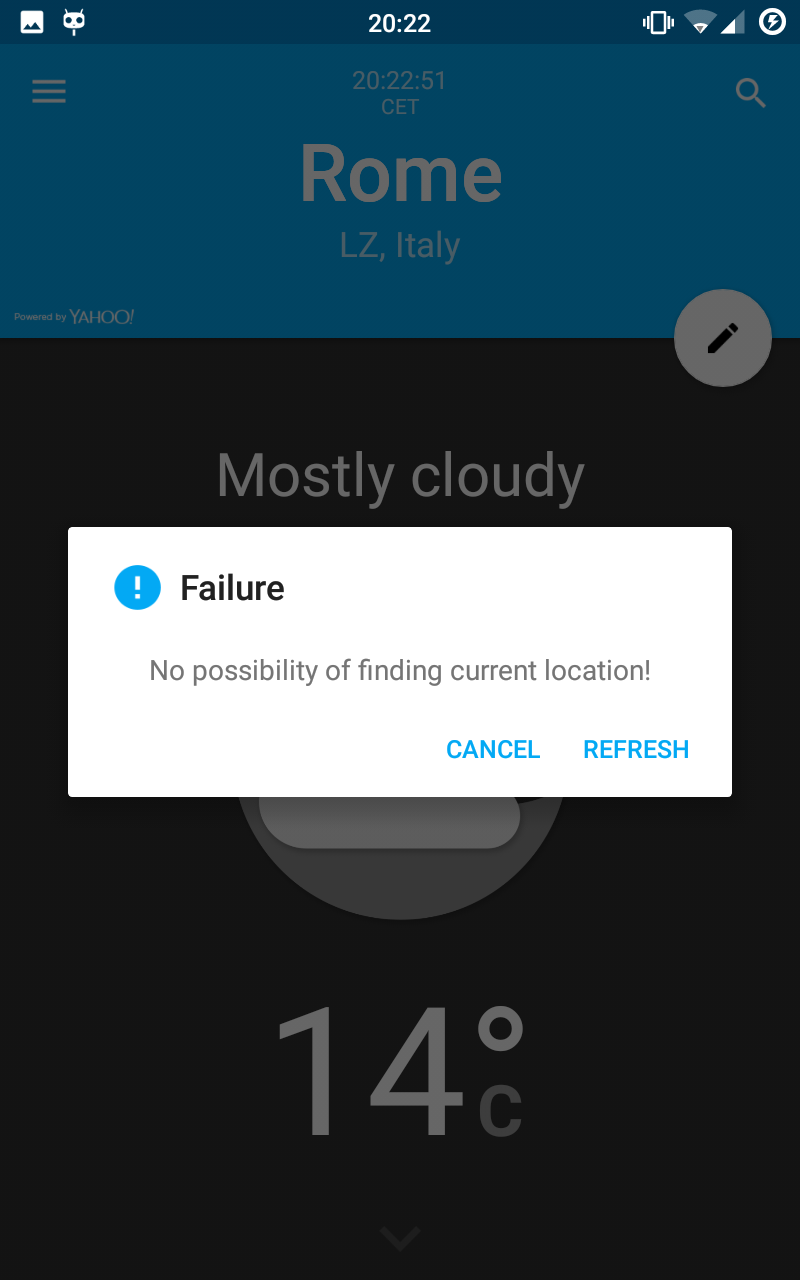 20:22
20:22:51
CET
Rome
LZ, Italy
Powered by YAHOO!
Mostly cloudy
Failure
No possibility of finding current location!
CANCEL REFRESH
14°
C